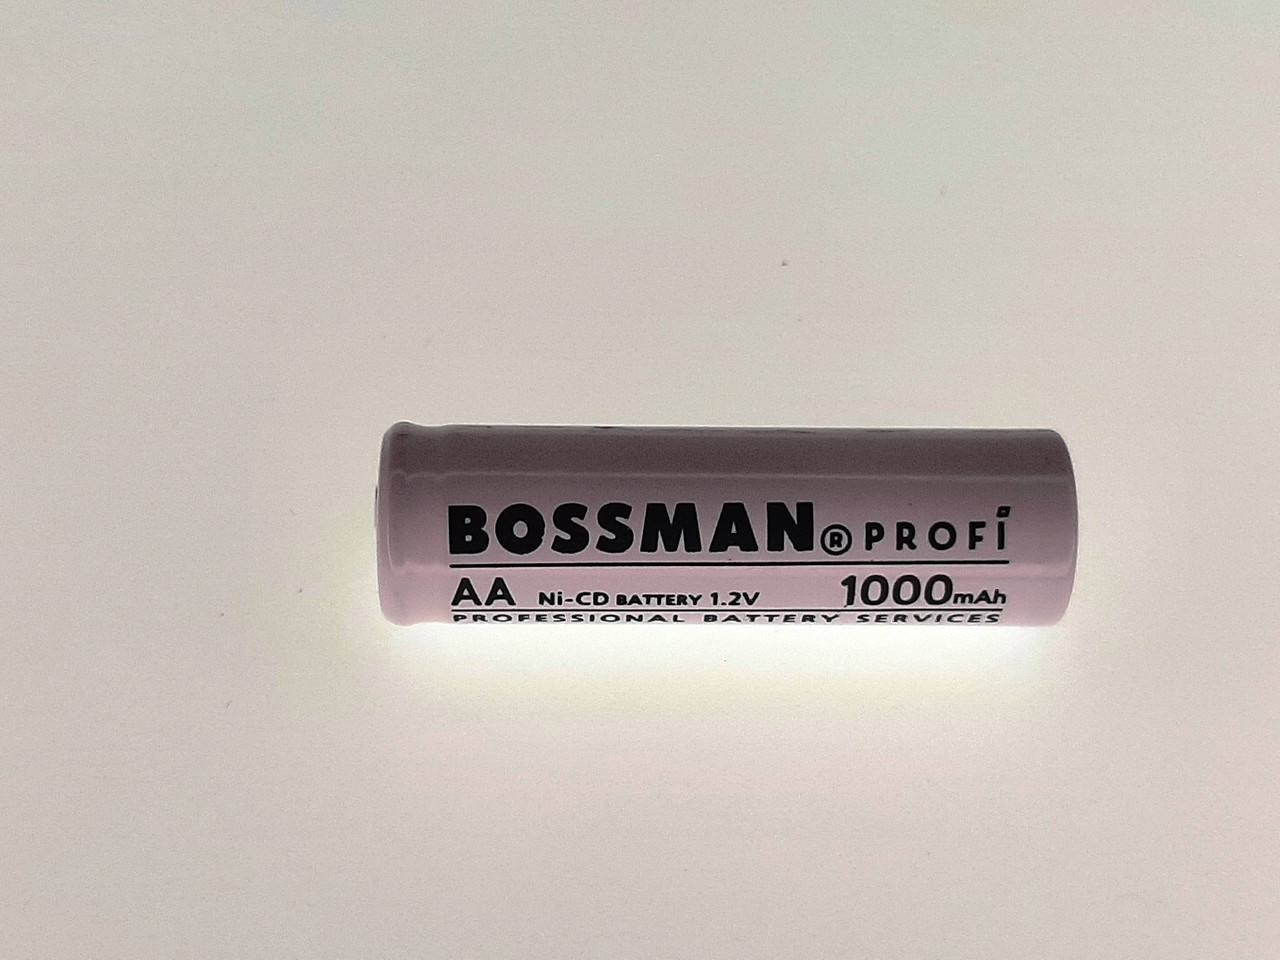 BOSSMAN ® PROFi
AA Ni-CD BATTERY 1.2V 1000mAh
PROFESSIONAL BATTERY SERVICES